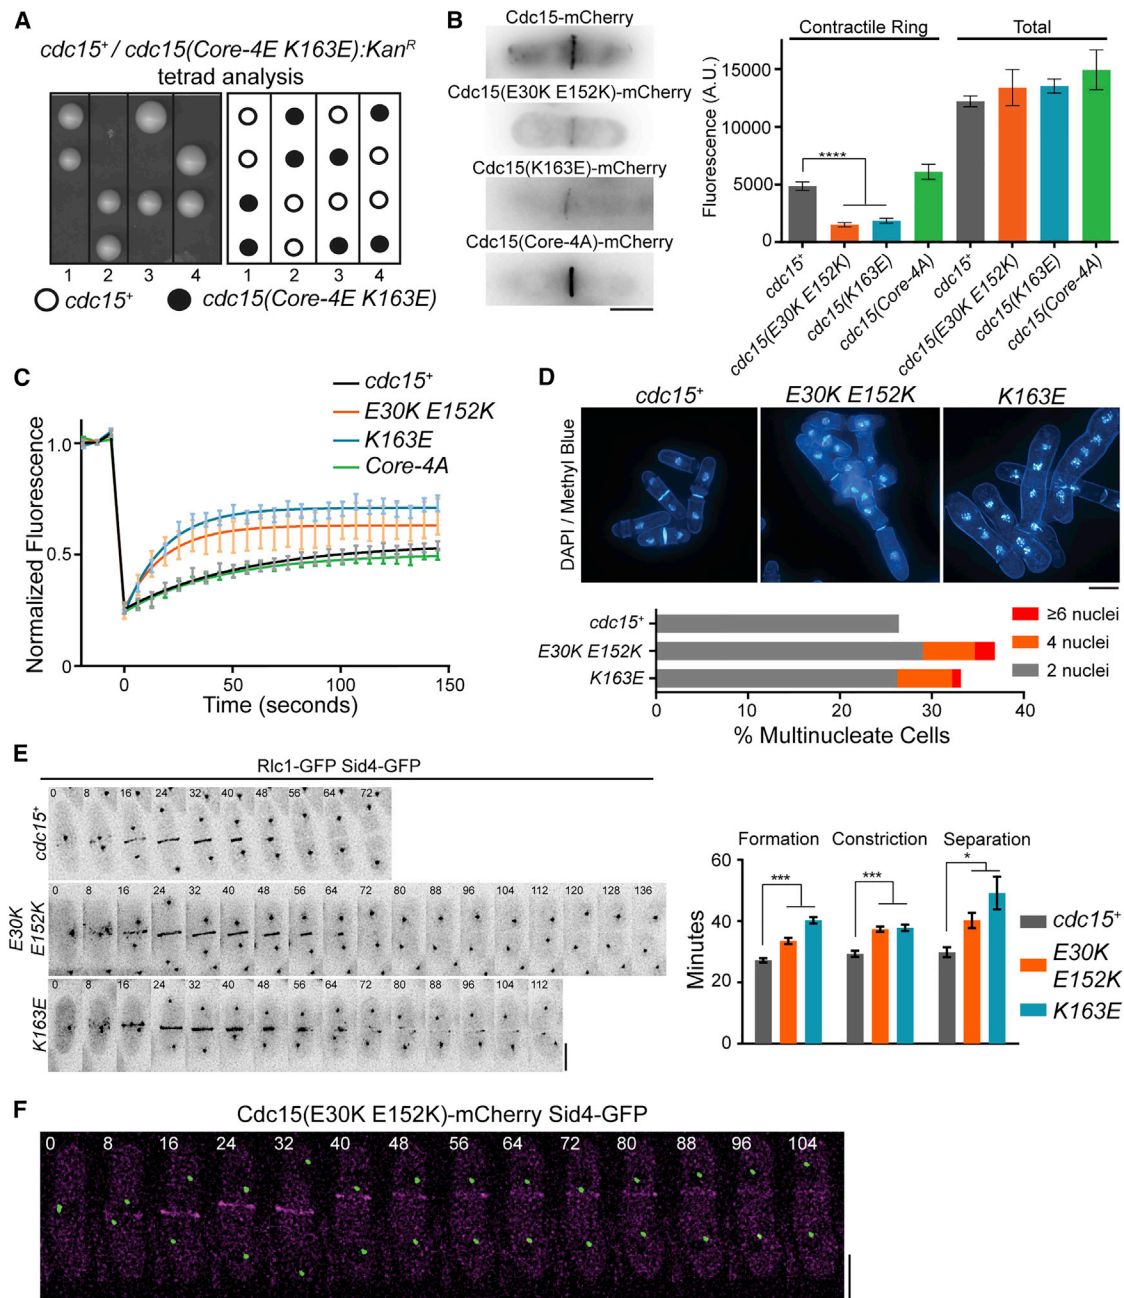 A
cdc15+ / cdc15(Core-4E K163E):KanR
tetrad analysis
1 2 3 4 1 2 3 4
cdc15+ cdc15(Core-4E K163E)
B
Cdc15-mCherry
Cdc15(E30K E152K)-mCherry
Cdc15(K163E)-mCherry
Cdc15(Core-4A)-mCherry
Contractile Ring Total
Fluorescence (A.U.)
15000
10000
5000
0
****
cdc15+
cdc15(E30K E152K)
cdc15(K163E)
cdc15(Core-4A)
cdc15+
cdc15(E30K E152K)
cdc15(K163E)
cdc15(Core-4A)
C
cdc15+
E30K E152K
K163E
Core-4A
Normalized Fluorescence
1.0
0.5
0
0 50 100 150
Time (seconds)
D
cdc15+ E30K E152K K163E
DAPI / Methyl Blue
cdc15+
E30K E152K
K163E
≥6 nuclei
4 nuclei
2 nuclei
0 10 20 30 40
% Multinucleate Cells
E
Rlc1-GFP Sid4-GFP
cdc15+
0 8 16 24 32 40 48 56 64 72
E30K
E152K
0 8 16 24 32 40 48 56 64 72 80 88 96 104 112 120 128 136
K163E
0 8 16 24 32 40 48 56 64 72 80 88 96 104 112
Formation Constriction Separation
*** *** *
Minutes
60
40
20
0
cdc15+
E30K
E152K
K163E
F
Cdc15(E30K E152K)-mCherry Sid4-GFP
0 8 16 24 32 40 48 56 64 72 80 88 96 104